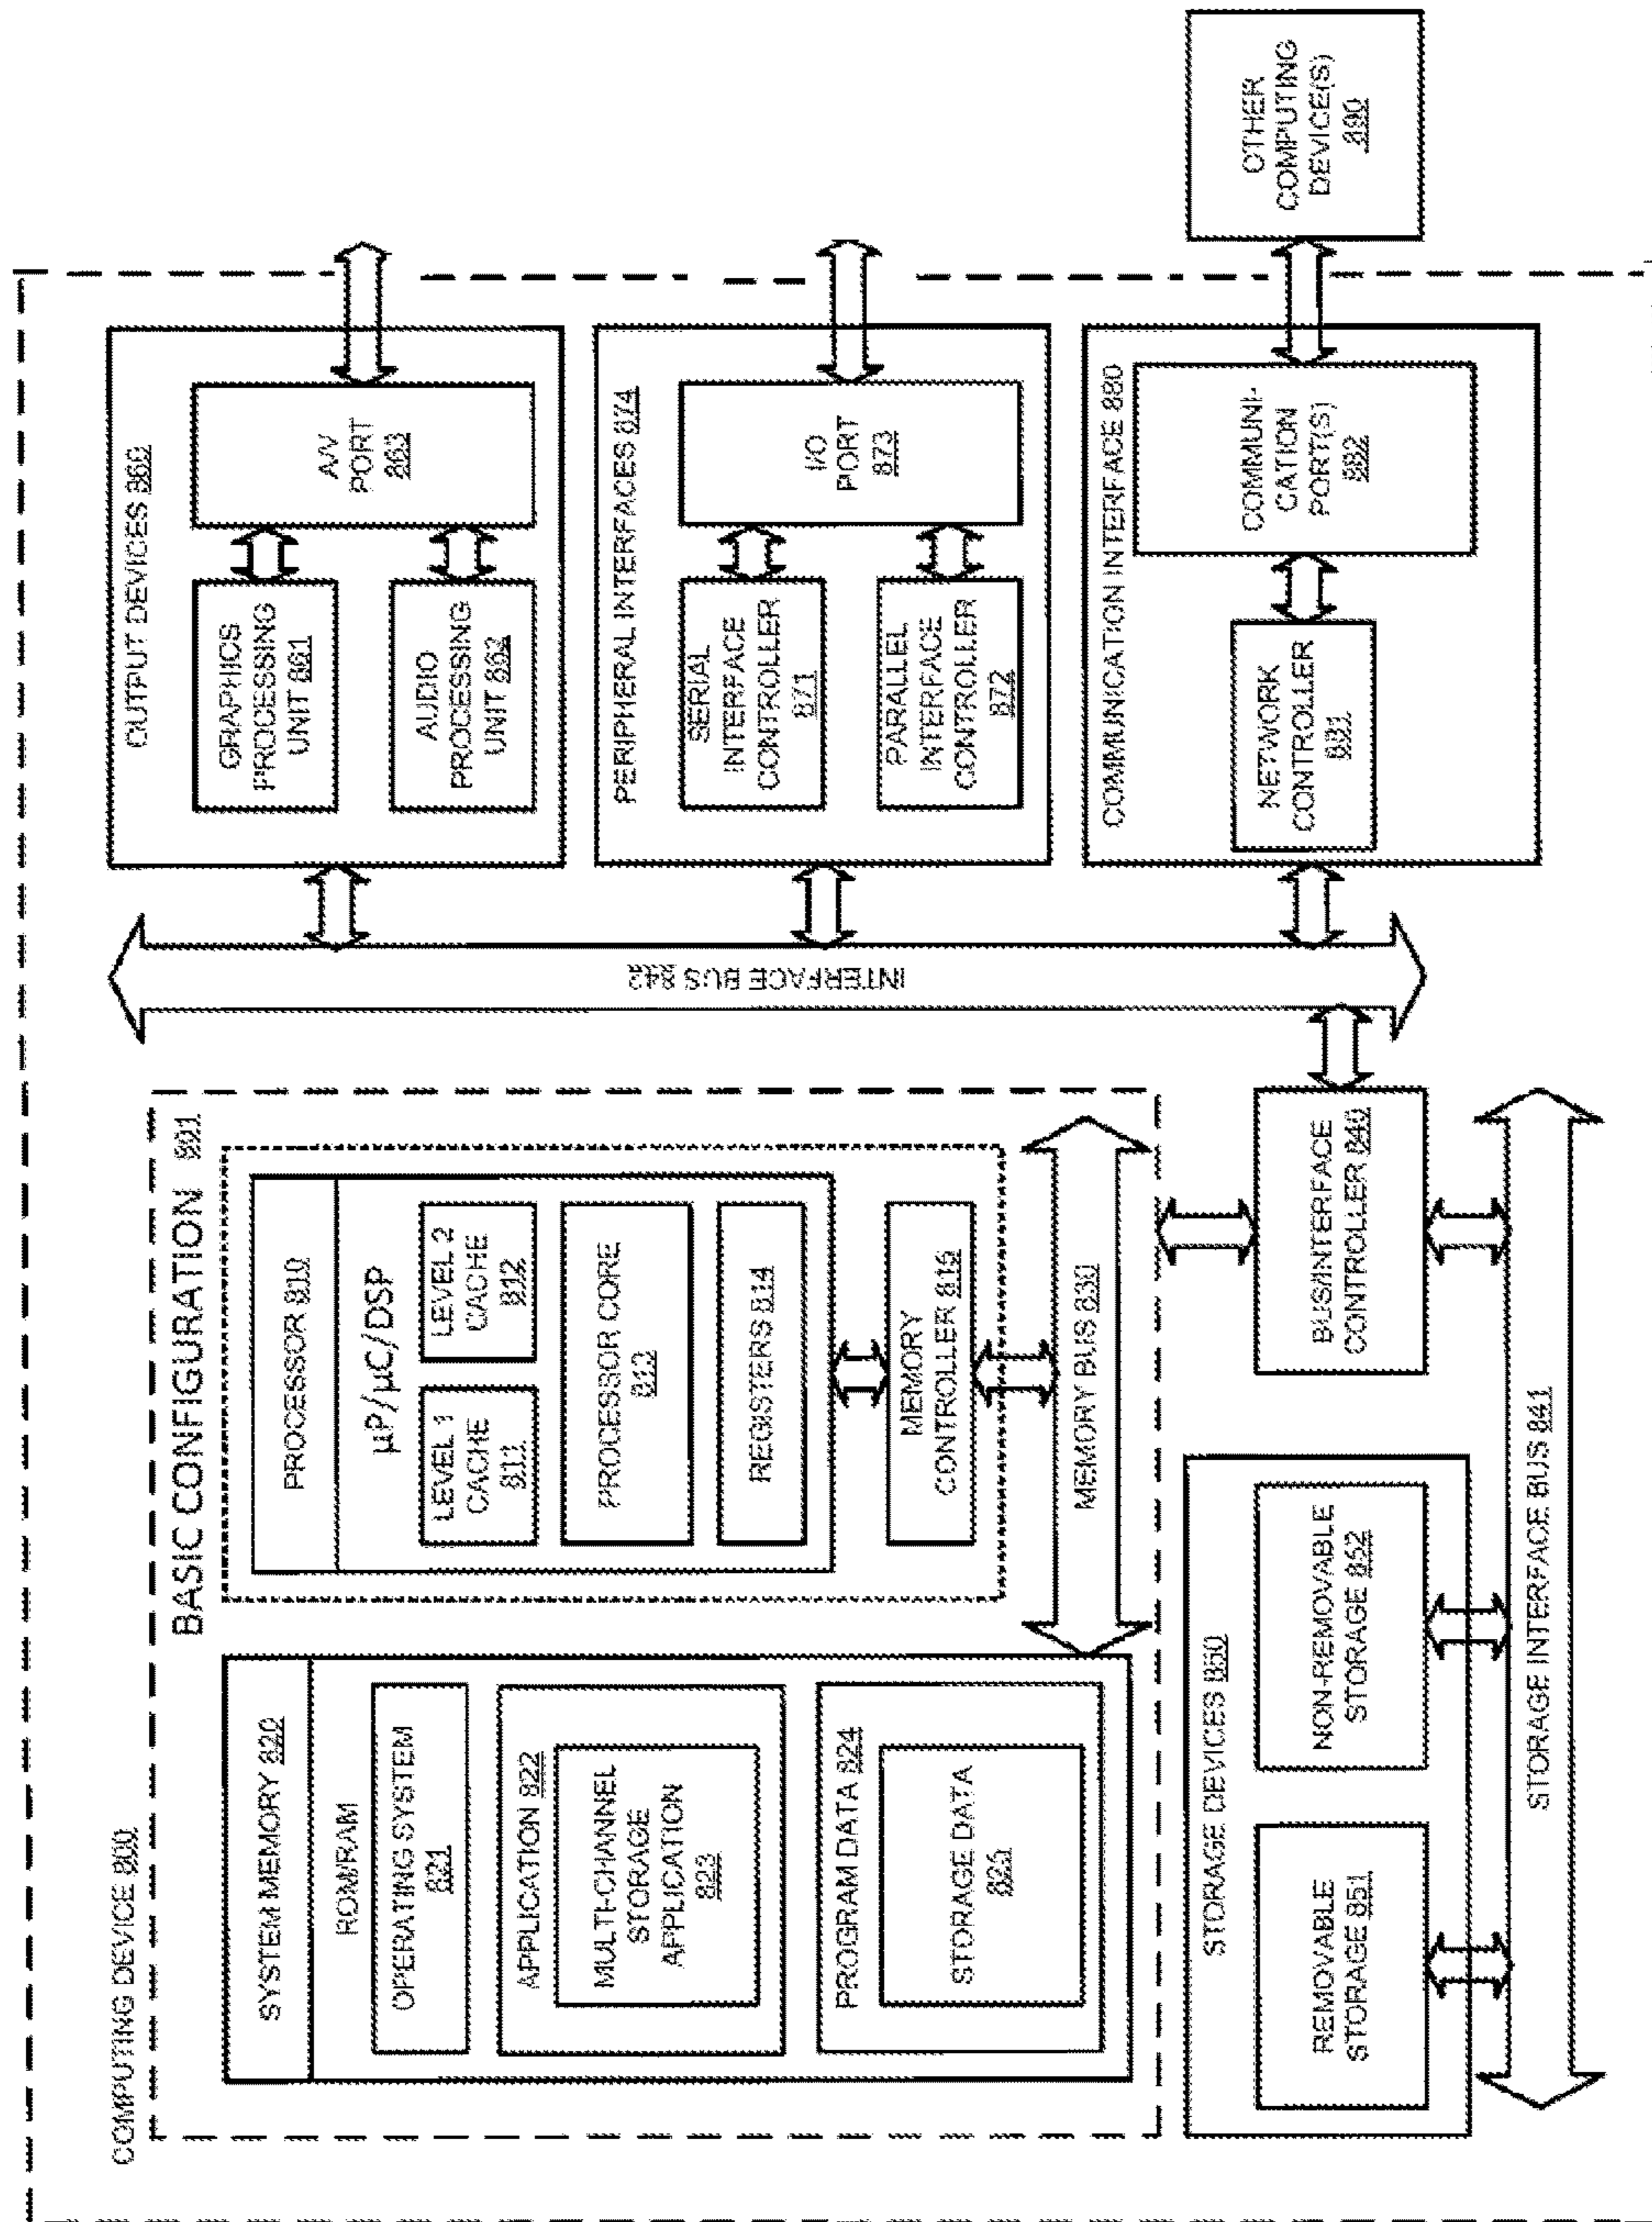 COMPUTING DEVICE 800
BASIC CONFIGURATION 801
SYSTEM MEMORY 820
ROM/RAM
OPERATING SYSTEM
821
APPLICATION 822
MULTI-CHANNEL
STORAGE
APPLICATION
823
PROGRAM DATA 824
STORAGE DATA
825
PROCESSOR 810
µP/µC/DSP
LEVEL 1
CACHE
811
LEVEL 2
CACHE
812
PROCESSOR CORE
813
REGISTERS 814
MEMORY
CONTROLLER 815
MEMORY BUS 830
STORAGE DEVICES 850
REMOVABLE
STORAGE 851
NON-REMOVABLE
STORAGE 852
BUS/INTERFACE
CONTROLLER 840
STORAGE INTERFACE BUS 841
INTERFACE BUS 842
OUTPUT DEVICES 860
GRAPHICS
PROCESSING
UNIT 861
AUDIO
PROCESSING
UNIT 862
A/V
PORT
863
PERIPHERAL INTERFACES 874
SERIAL
INTERFACE
CONTROLLER
871
PARALLEL
INTERFACE
CONTROLLER
872
I/O
PORT
873
COMMUNICATION INTERFACE 880
NETWORK
CONTROLLER
881
COMMUNI-
CATION
PORT(S)
882
OTHER
COMPUTING
DEVICE(S)
890